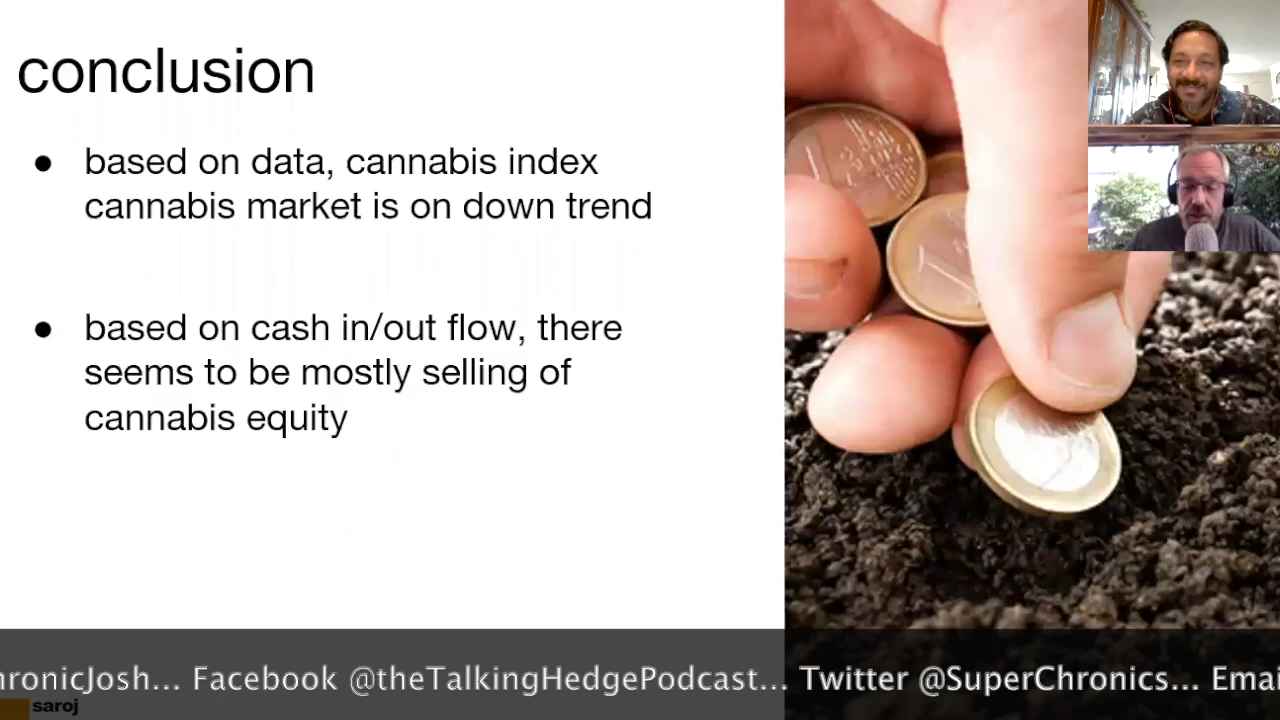 conclusion
● based on data, cannabis index
cannabis market is on down trend
● based on cash in/out flow, there
seems to be mostly selling of
cannabis equity
hronicJosh... Facebook @theTalkingHedgePodcast... Twitter @SuperChronics... Emai
saroj